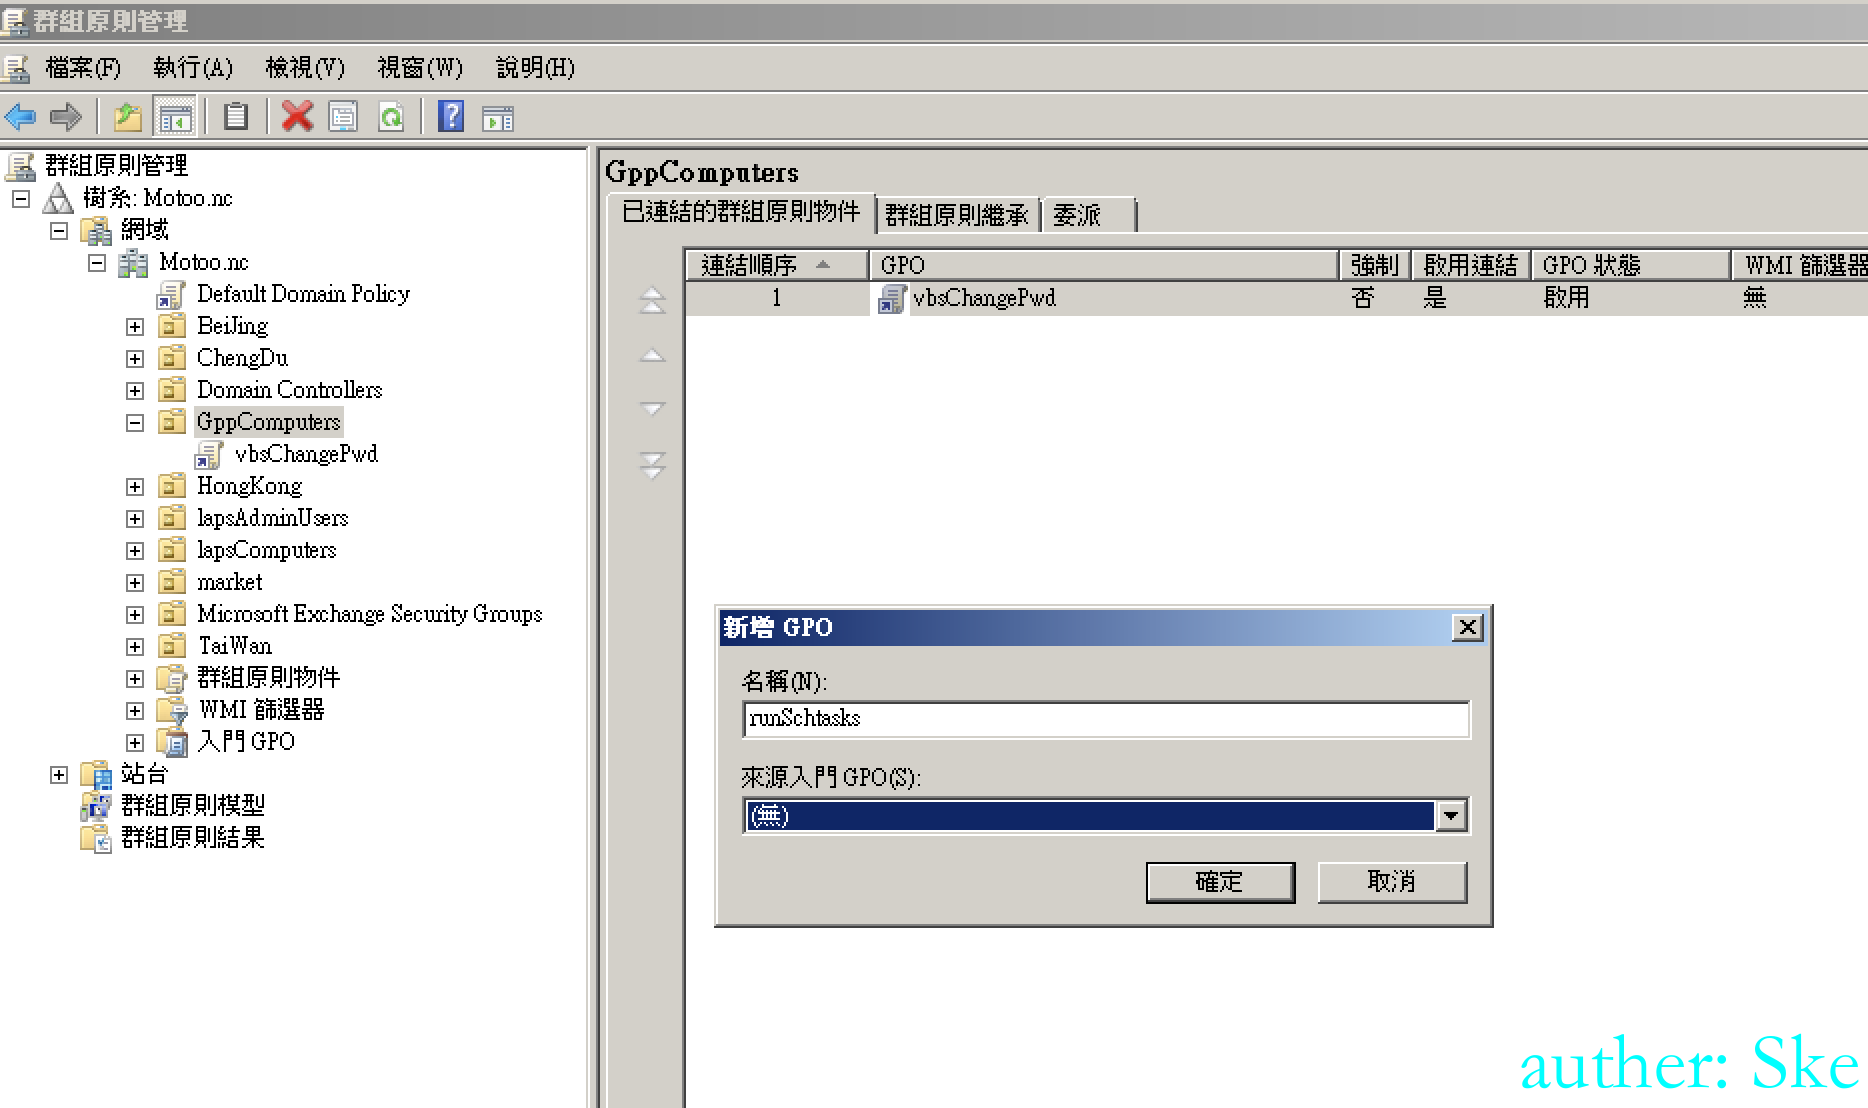 群組原則管理
檔案(F) 執行(A) 檢視(V) 視窗(W) 說明(H)
群組原則管理
樹系: Motoo.nc
網域
Motoo.nc
Default Domain Policy
BeiJing
ChengDu
Domain Controllers
GppComputers
vbsChangePwd
HongKong
lapsAdminUsers
lapsComputers
market
Microsoft Exchange Security Groups
TaiWan
群組原則物件
WMI 篩選器
入門 GPO
站台
群組原則模型
群組原則結果
GppComputers
已連結的群組原則物件 群組原則繼承 委派
連結順序 GPO 強制 啟用連結 GPO 狀態 WMI 篩選器
1 vbsChangePwd 否 是 啟用 無
新增 GPO
名稱(N):
runSchtasks
來源入門 GPO(S):
(無)
確定 取消
auther: Ske